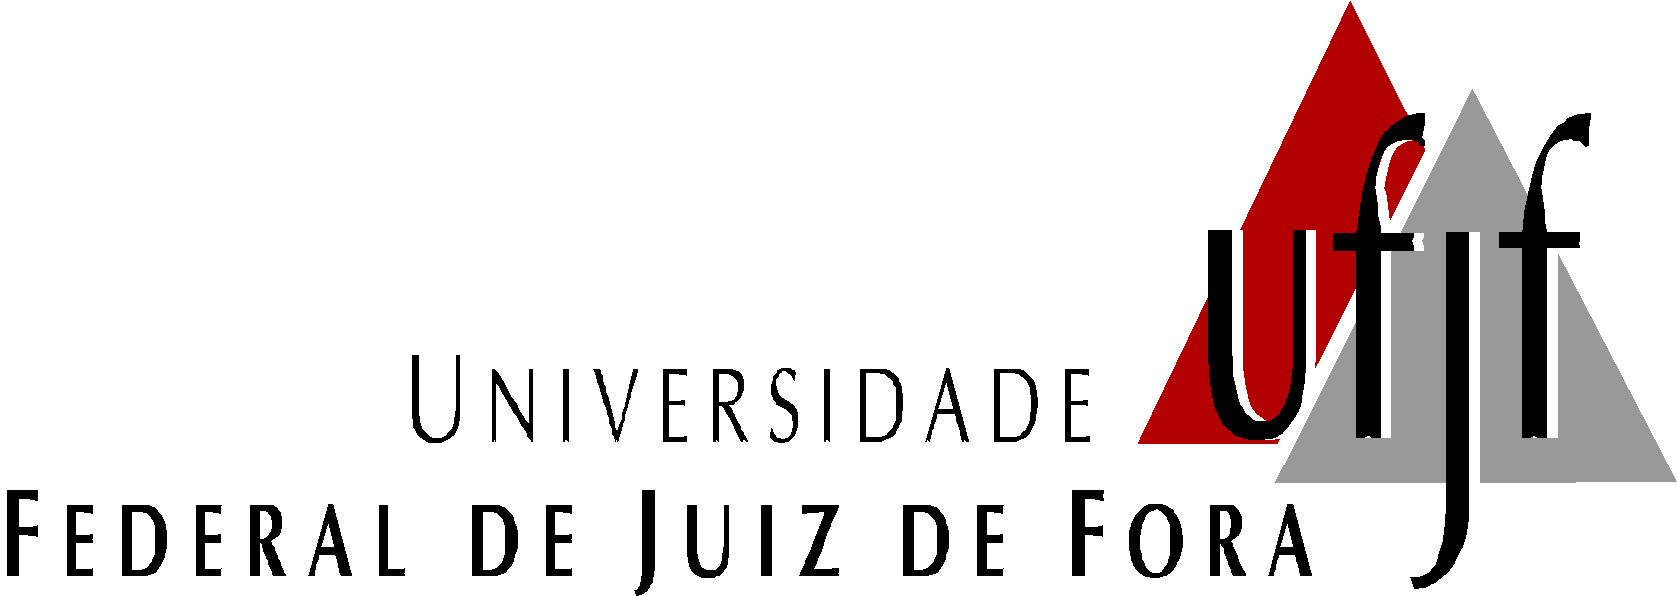 ufjf
UNIVERSIDADE
FEDERAL DE JUIZ DE FORA